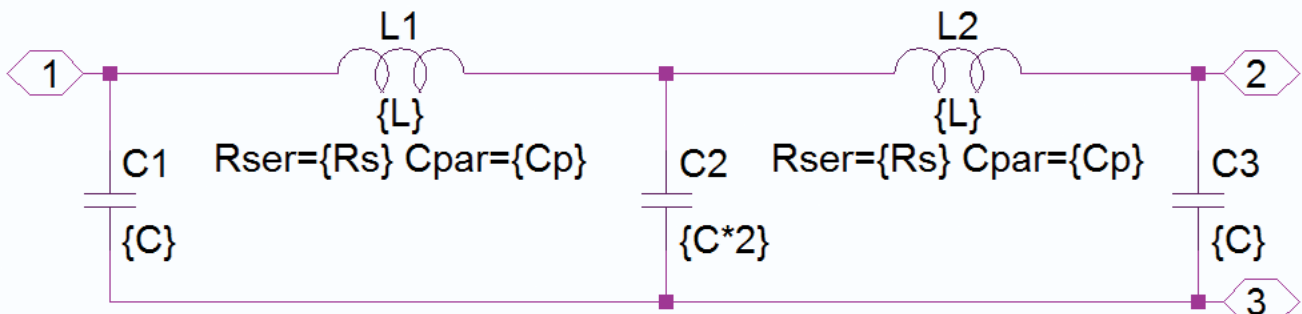 L1
L2
1
2
{L}
{L}
C1
Rser={Rs} Cpar={Cp}
C2
Rser={Rs} Cpar={Cp}
C3
{C}
{C*2}
{C}
3